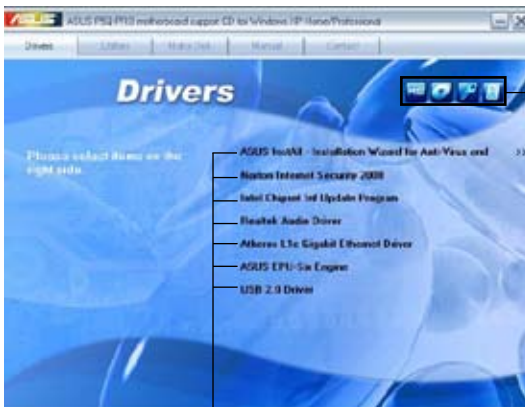 ASUS P5Q PRO motherboard support CD for Windows XP Home/Professional
Drivers Utilities Make Disk Manual Contact
Drivers
Please select items on the
right side.
ASUS InstAll - Installation Wizard for Anti-Virus and >>
Norton Internet Security 2008
Intel Chipset Inf Update Program
Realtek Audio Driver
Atheros L1e Gigabit Ethernet Driver
ASUS EPU-Six Engine
USB 2.0 Driver